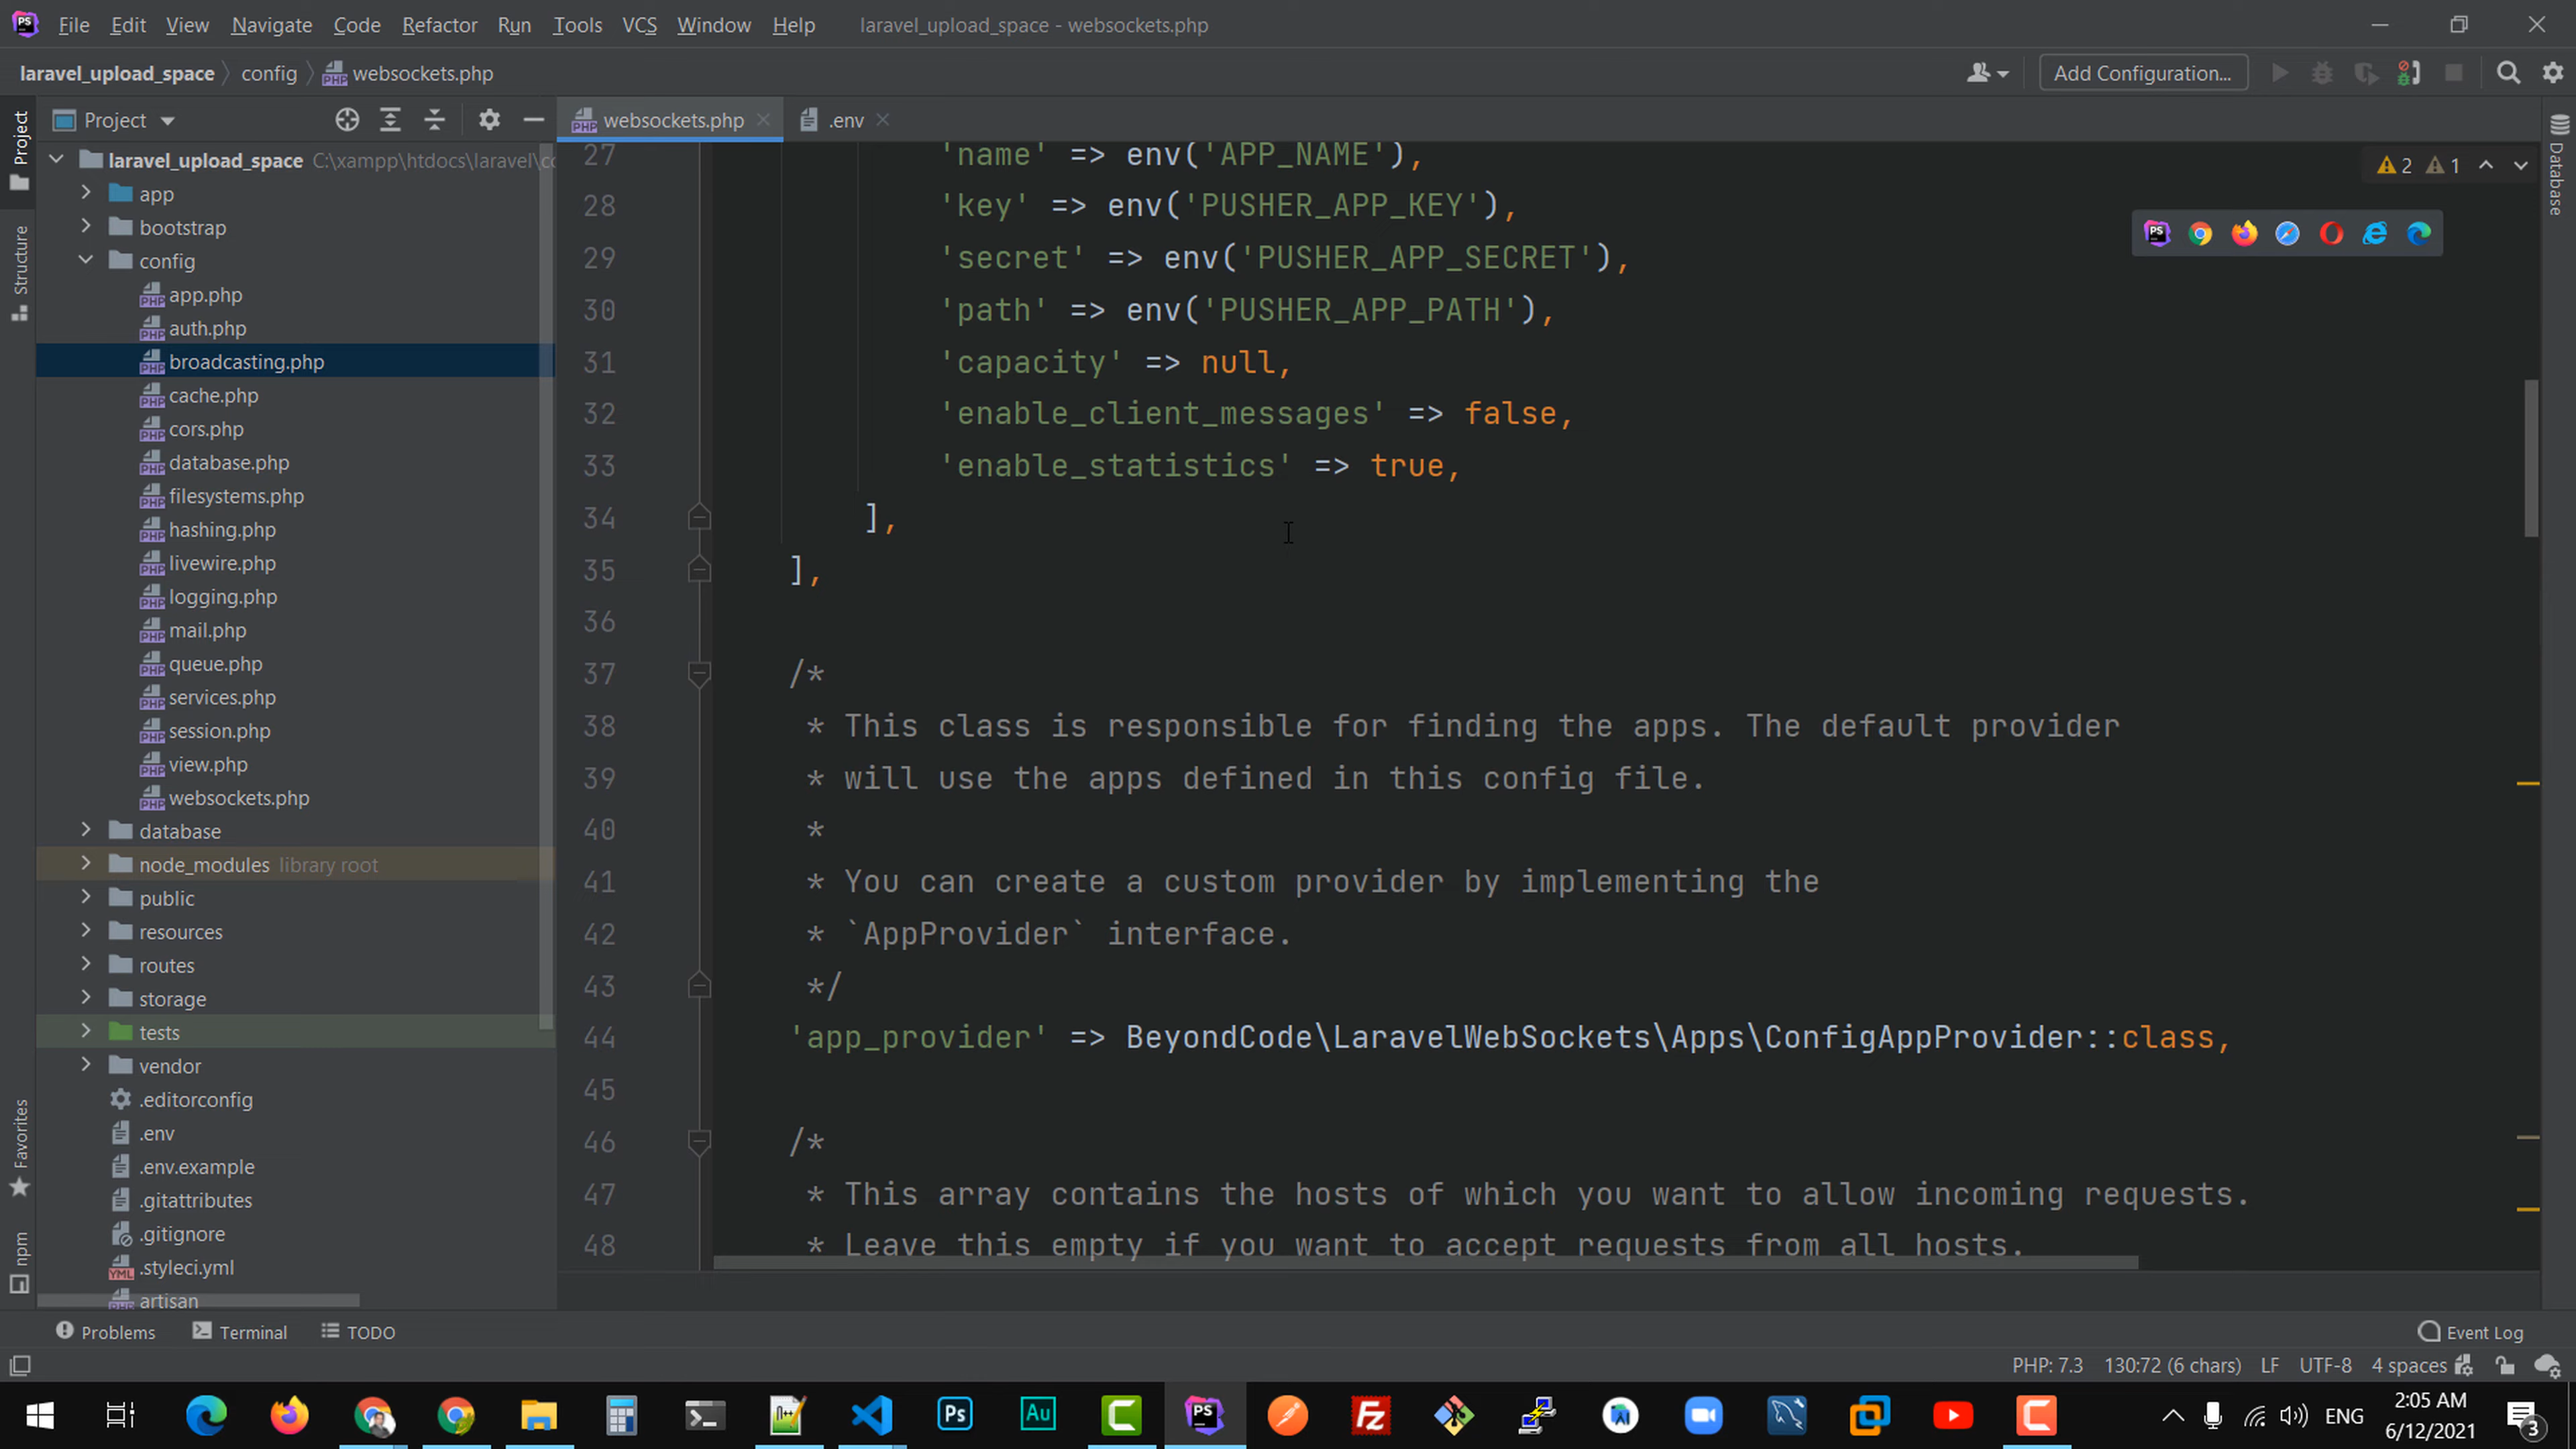 File Edit View Navigate Code Refactor Run Tools VCS Window Help laravel_upload_space - websockets.php
laravel_upload_space config websockets.php Add Configuration...
Project
websockets.php
.env
Project
Structure
Favorites
npm
Database
laravel_upload_space C:\xampp\htdocs\laravel\co
app
bootstrap
config
app.php
auth.php
broadcasting.php
cache.php
cors.php
database.php
filesystems.php
hashing.php
livewire.php
logging.php
mail.php
queue.php
services.php
session.php
view.php
websockets.php
database
node_modules library root
public
resources
routes
storage
tests
vendor
.editorconfig
.env
.env.example
.gitattributes
.gitignore
.styleci.yml
artisan
2 1
27 'name' => env('APP_NAME'),
28 'key' => env('PUSHER_APP_KEY'),
29 'secret' => env('PUSHER_APP_SECRET'),
30 'path' => env('PUSHER_APP_PATH'),
31 'capacity' => null,
32 'enable_client_messages' => false,
33 'enable_statistics' => true,
34 ],
35 ],
36
37 /*
38 * This class is responsible for finding the apps. The default provider
39 * will use the apps defined in this config file.
40 *
41 * You can create a custom provider by implementing the
42 * `AppProvider` interface.
43 */
44 'app_provider' => BeyondCode\LaravelWebSockets\Apps\ConfigAppProvider::class,
45
46 /*
47 * This array contains the hosts of which you want to allow incoming requests.
48 * Leave this empty if you want to accept requests from all hosts.
Problems Terminal TODO Event Log
PHP: 7.3 130:72 (6 chars) LF UTF-8 4 spaces
ENG 2:05 AM
6/12/2021 3